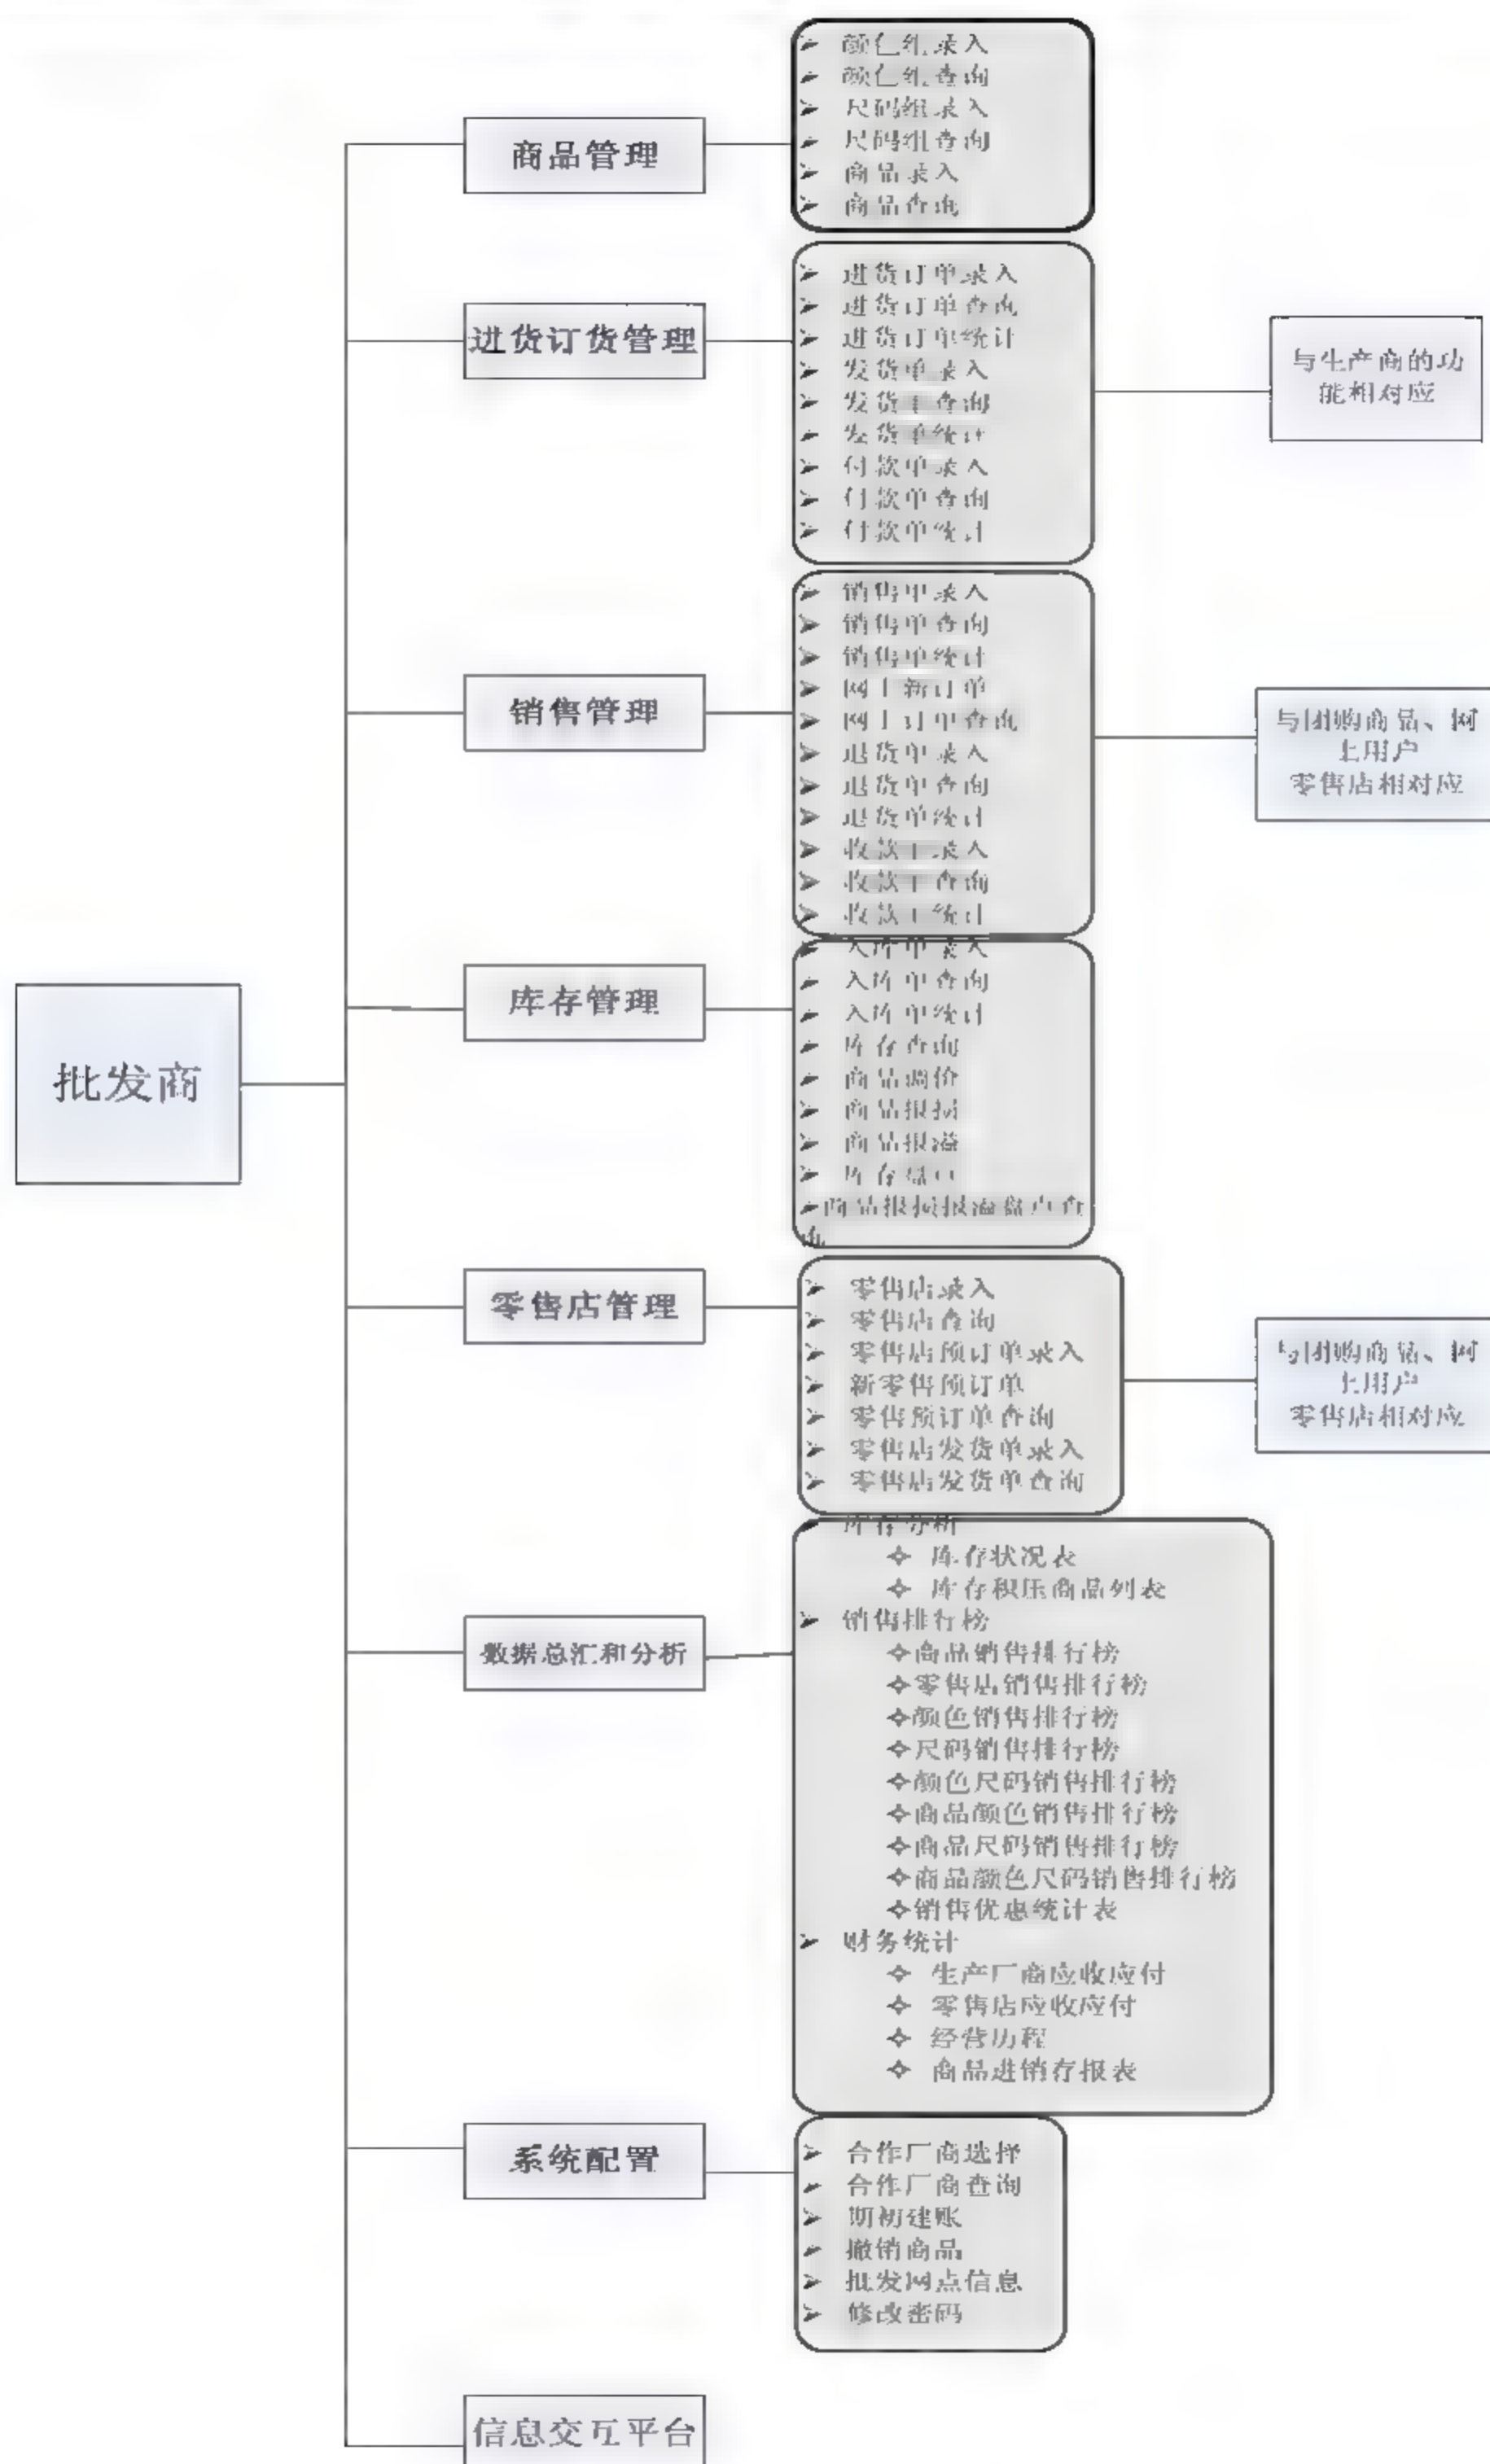 颜色组录入
颜色组查询
尺码组录入
尺码组查询
商品录入
商品查询
商品管理
进货订单录入
进货订单查询
进货订单统计
发货单录入
发货单查询
发货单统计
付款单录入
付款单查询
付款单统计
进货订货管理
与生产商的功
能相对应
销售单录入
销售单查询
销售单统计
网上新订单
网上订单查询
退货单录入
退货单查询
退货单统计
收款单录入
收款单查询
收款单统计
销售管理
与团购商品、网
上用户
零售店相对应
入库单录入
入库单查询
入库单统计
库存查询
商品调价
商品报损
商品报溢
库存盘点
商品报损报溢盘点查
询
库存管理
批发商
零售店录入
零售店查询
零售店预订单录入
新零售预订单
零售预订单查询
零售店发货单录入
零售店发货单查询
零售店管理
与团购商品、网
上用户
零售店相对应
库存分析
库存状况表
库存积压商品列表
销售排行榜
商品销售排行榜
零售店销售排行榜
颜色销售排行榜
尺码销售排行榜
颜色尺码销售排行榜
商品颜色销售排行榜
商品尺码销售排行榜
商品颜色尺码销售排行榜
销售优惠统计表
财务统计
生产厂商应收应付
零售店应收应付
经营历程
商品进销存报表
数据总汇和分析
合作厂商选择
合作厂商查询
期初建账
撤销商品
批发网点信息
修改密码
系统配置
信息交互平台